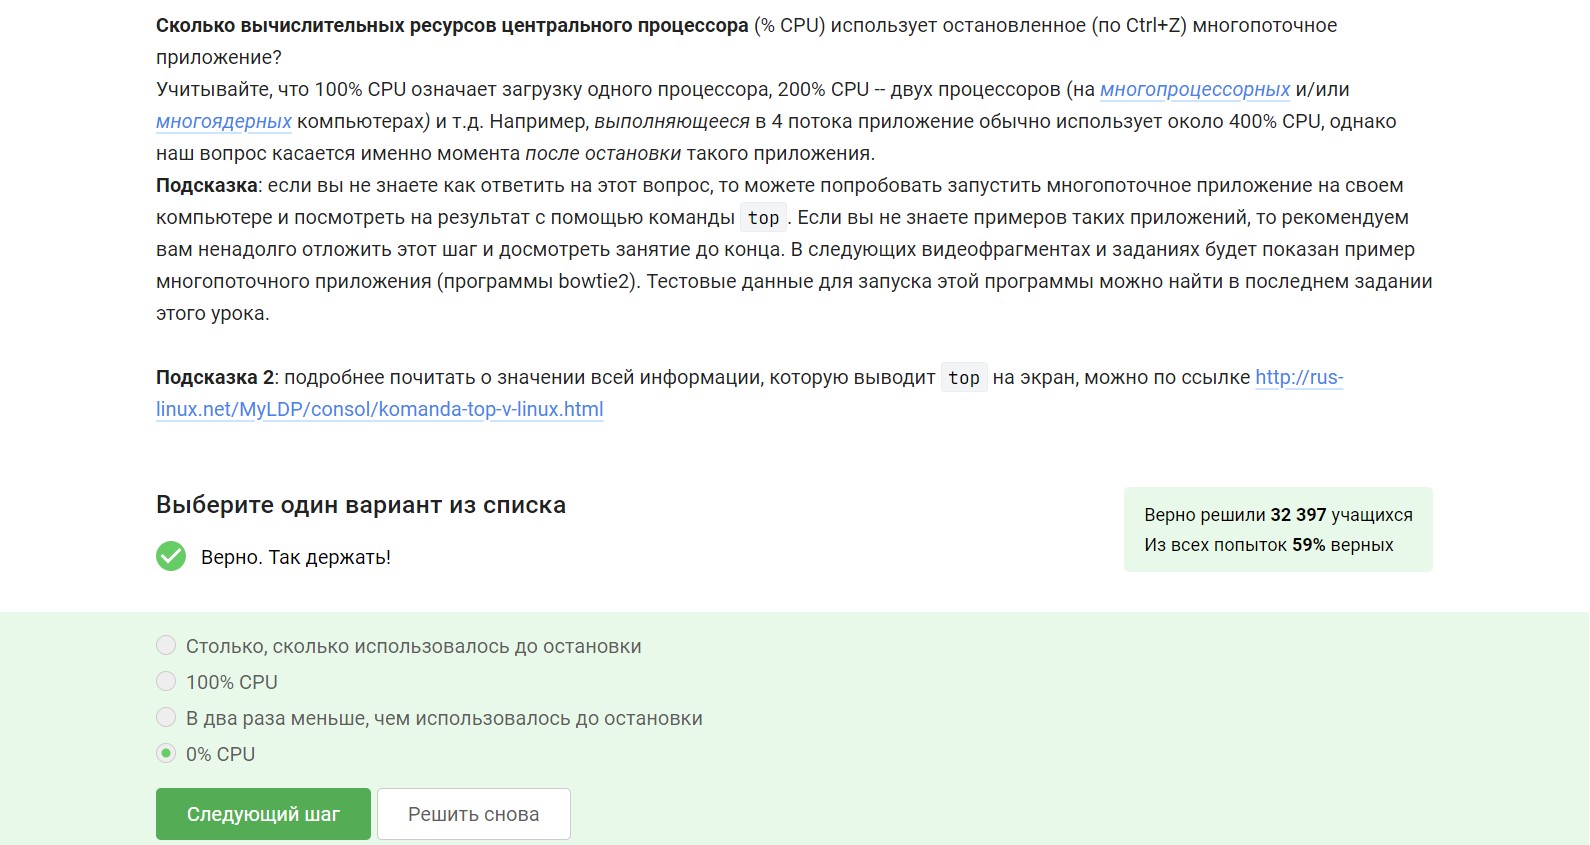 Сколько вычислительных ресурсов центрального процессора (% CPU) использует остановленное (по Ctrl+Z) многопоточное
приложение?
Учитывайте, что 100% CPU означает загрузку одного процессора, 200% CPU -- двух процессоров (на многопроцессорных и/или
многоядерных компьютерах) и т.д. Например, выполняющееся в 4 потока приложение обычно использует около 400% CPU, однако
наш вопрос касается именно момента после остановки такого приложения.
Подсказка: если вы не знаете как ответить на этот вопрос, то можете попробовать запустить многопоточное приложение на своем
компьютере и посмотреть на результат с помощью команды top. Если вы не знаете примеров таких приложений, то рекомендуем
вам ненадолго отложить этот шаг и досмотреть занятие до конца. В следующих видеофрагментах и заданиях будет показан пример
многопоточного приложения (программы bowtie2). Тестовые данные для запуска этой программы можно найти в последнем задании
этого урока.
Подсказка 2: подробнее почитать о значении всей информации, которую выводит top на экран, можно по ссылке http://rus-
linux.net/MyLDP/consol/komanda-top-v-linux.html
Выберите один вариант из списка
Верно. Так держать!
Верно решили 32 397 учащихся
Из всех попыток 59% верных
Столько, сколько использовалось до остановки
100% CPU
В два раза меньше, чем использовалось до остановки
0% CPU
Следующий шаг
Решить снова